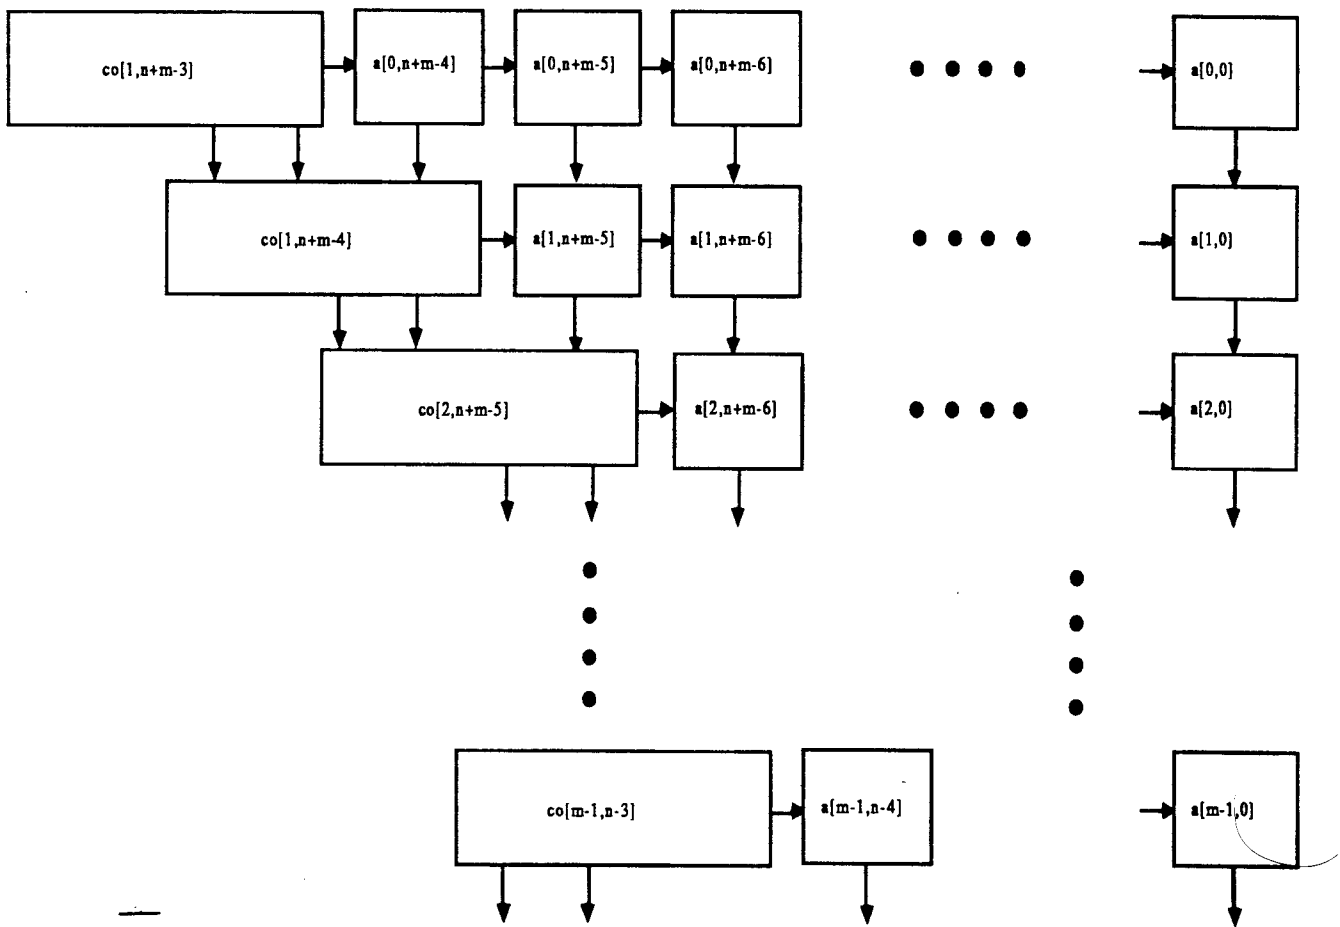 co[1,n+m-3] a[0,n+m-4] a[0,n+m-5] a[0,n+m-6] a[0,0]
co[1,n+m-4] a[1,n+m-5] a[1,n+m-6] a[1,0]
co[2,n+m-5] a[2,n+m-6] a[2,0]
co[m-1,n-3] a[m-1,n-4] a[m-1,0]